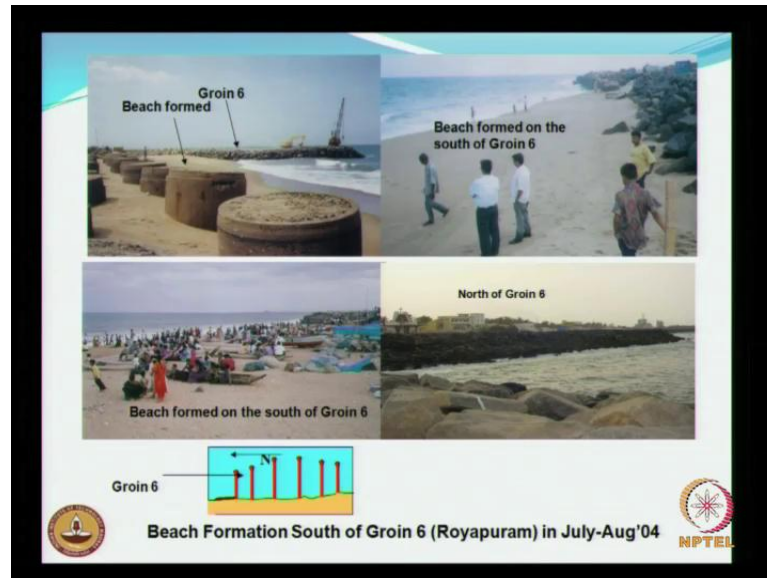 Groin 6
Beach formed
Beach formed on the
south of Groin 6
Beach formed on the south of Groin 6
North of Groin 6
N
Groin 6
Beach Formation South of Groin 6 (Royapuram) in July-Aug'04
NPTEL